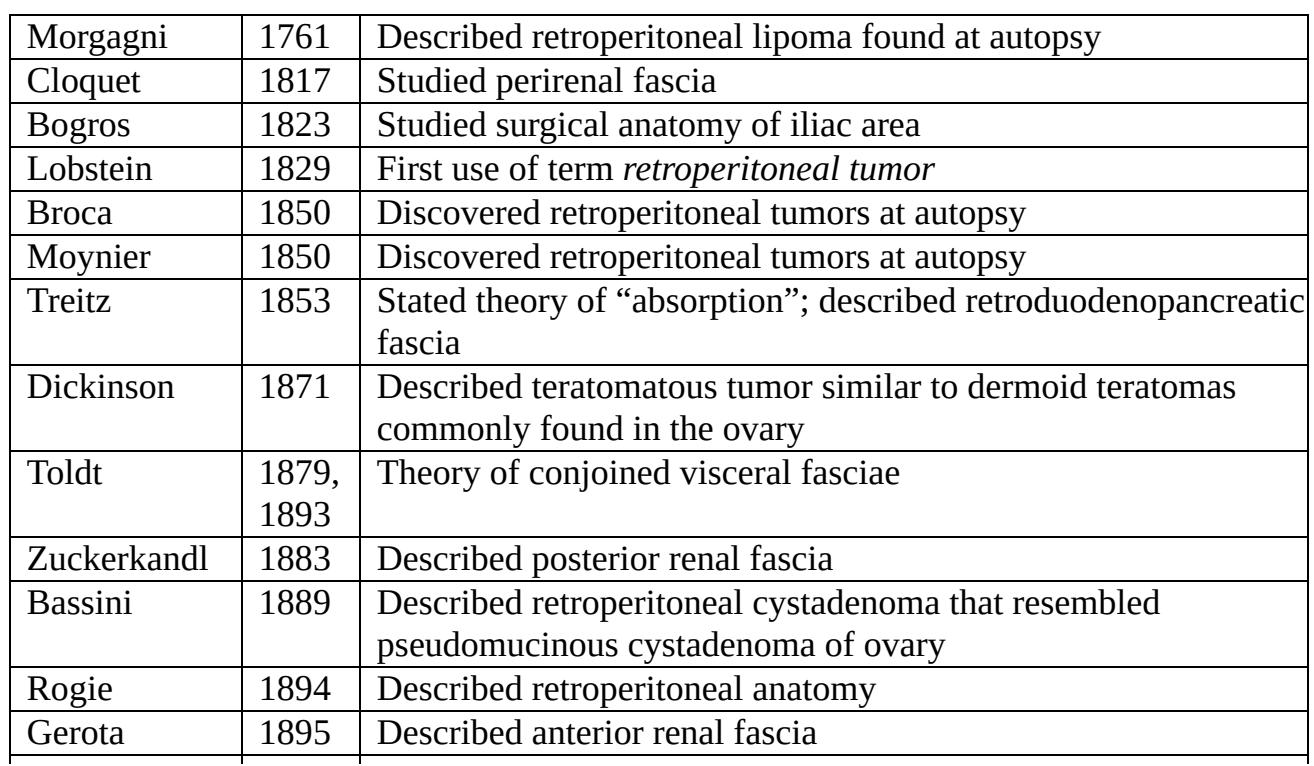 Morgagni 1761 Described retroperitoneal lipoma found at autopsy
Cloquet 1817 Studied perirenal fascia
Bogros 1823 Studied surgical anatomy of iliac area
Lobstein 1829 First use of term retroperitoneal tumor
Broca 1850 Discovered retroperitoneal tumors at autopsy
Moynier 1850 Discovered retroperitoneal tumors at autopsy
Treitz 1853 Stated theory of “absorption”; described retroduodenopancreatic
fascia
Dickinson 1871 Described teratomatous tumor similar to dermoid teratomas
commonly found in the ovary
Toldt 1879, Theory of conjoined visceral fasciae
1893
Zuckerkandl 1883 Described posterior renal fascia
Bassini 1889 Described retroperitoneal cystadenoma that resembled
pseudomucinous cystadenoma of ovary
Rogie 1894 Described retroperitoneal anatomy
Gerota 1895 Described anterior renal fascia